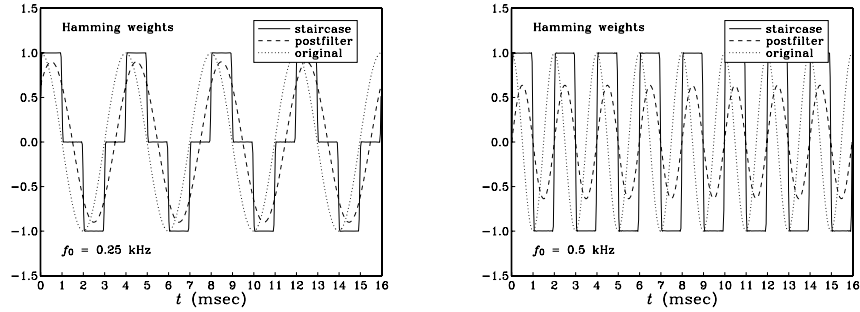 1.5
Hamming weights
staircase
postfilter
original
1.0
0.5
0.0
−0.5
−1.0
f0 = 0.25 kHz
−1.5
0 1 2 3 4 5 6 7 8 9 10 11 12 13 14 15 16
t (msec)
1.5
Hamming weights
staircase
postfilter
original
1.0
0.5
0.0
−0.5
−1.0
f0 = 0.5 kHz
−1.5
0 1 2 3 4 5 6 7 8 9 10 11 12 13 14 15 16
t (msec)